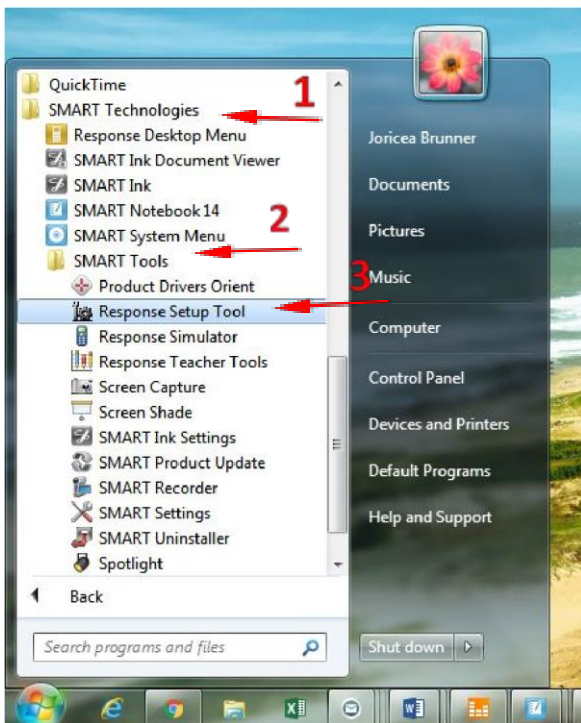 QuickTime
1
SMART Technologies
Response Desktop Menu
SMART Ink Document Viewer
SMART Ink
SMART Notebook 14
2
SMART System Menu
SMART Tools
Product Drivers Orient
3
Response Setup Tool
Response Simulator
Response Teacher Tools
Screen Capture
Screen Shade
SMART Ink Settings
SMART Product Update
SMART Recorder
SMART Settings
SMART Uninstaller
Spotlight
Back
Search programs and files
Joricea Brunner
Documents
Pictures
Music
Computer
Control Panel
Devices and Printers
Default Programs
Help and Support
Shut down